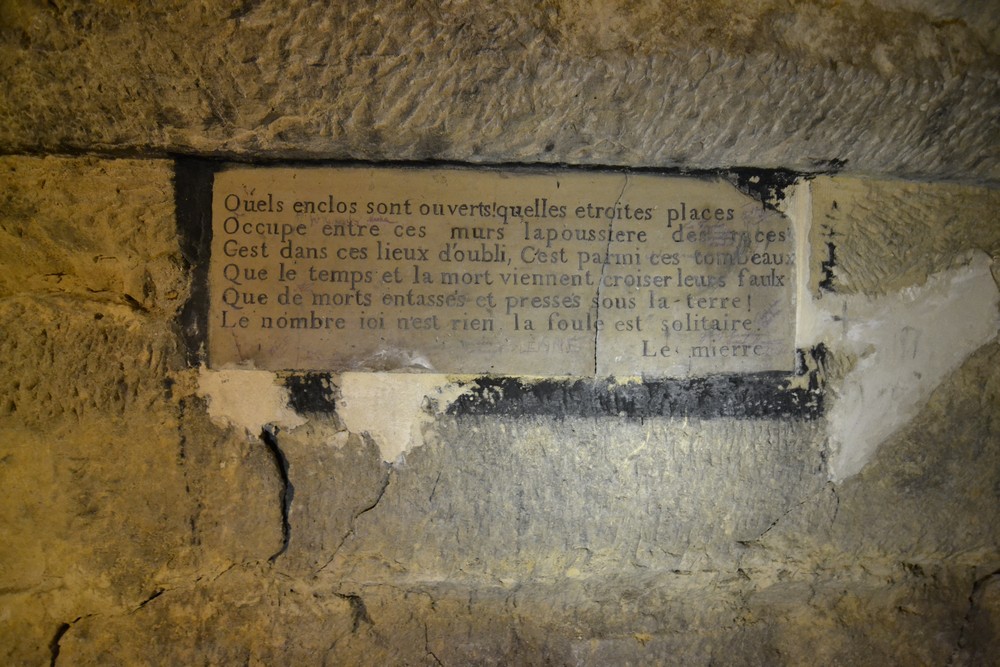 Quels enclos sont ouverts!quelles etroites places
Occupe entre ces murs lapoussiere des races
Cest dans ces lieux d'oubli, C'est parmi ces tombeaux
Que le temps et la mort viennent croiser leurs faulx
Que de morts entassés et pressés sous la terre!
Le nombre ici n'est rien la foule est solitaire.
Le mierre